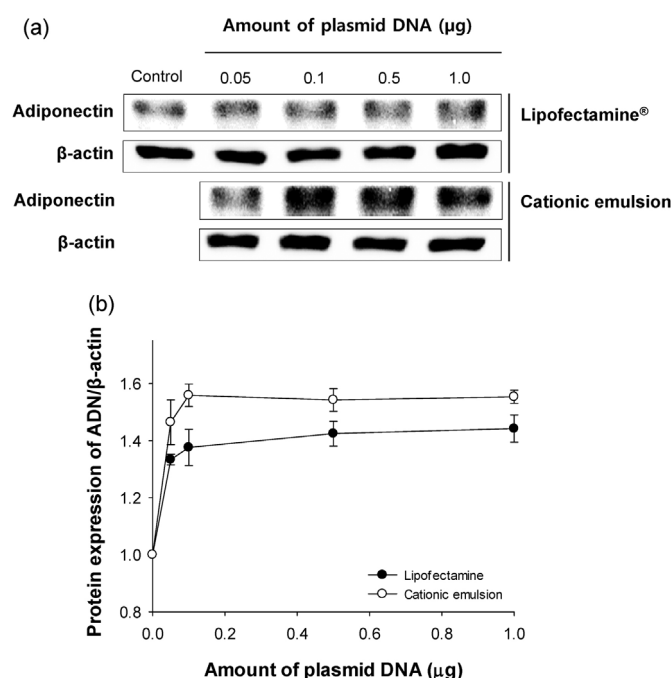 (a)
Amount of plasmid DNA (μg)
Control 0.05 0.1 0.5 1.0
Adiponectin
Lipofectamine®
β-actin
Adiponectin
Cationic emulsion
β-actin
(b)
Protein expression of ADN/β-actin
1.6
1.4
1.2
1.0
0.8
Lipofectamine
Cationic emulsion
0.0 0.2 0.4 0.6 0.8 1.0
Amount of plasmid DNA (μg)